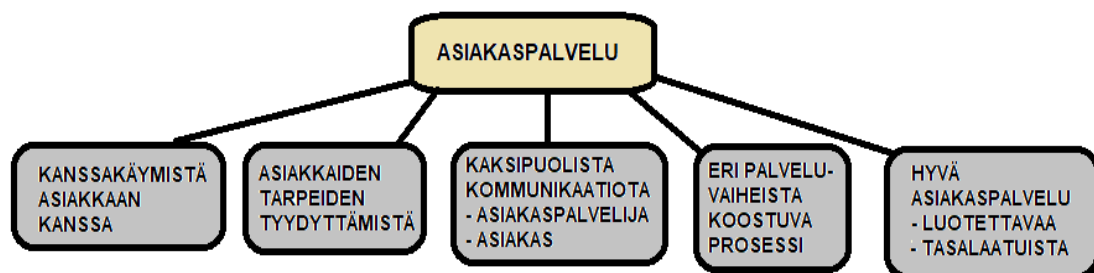 ASIAKASPALVELU
KANSSAKÄYMISTÄ
ASIAKKAAN
KANSSA
ASIAKKAIDEN
TARPEIDEN
TYYDYTTÄMISTÄ
KAKSIPUOLISTA
KOMMUNIKAATIOTA
- ASIAKASPALVELIJA
- ASIAKAS
ERI PALVELU-
VAIHEISTA
KOOSTUVA
PROSESSI
HYVÄ
ASIAKASPALVELU
- LUOTETTAVAA
- TASALAATUISTA